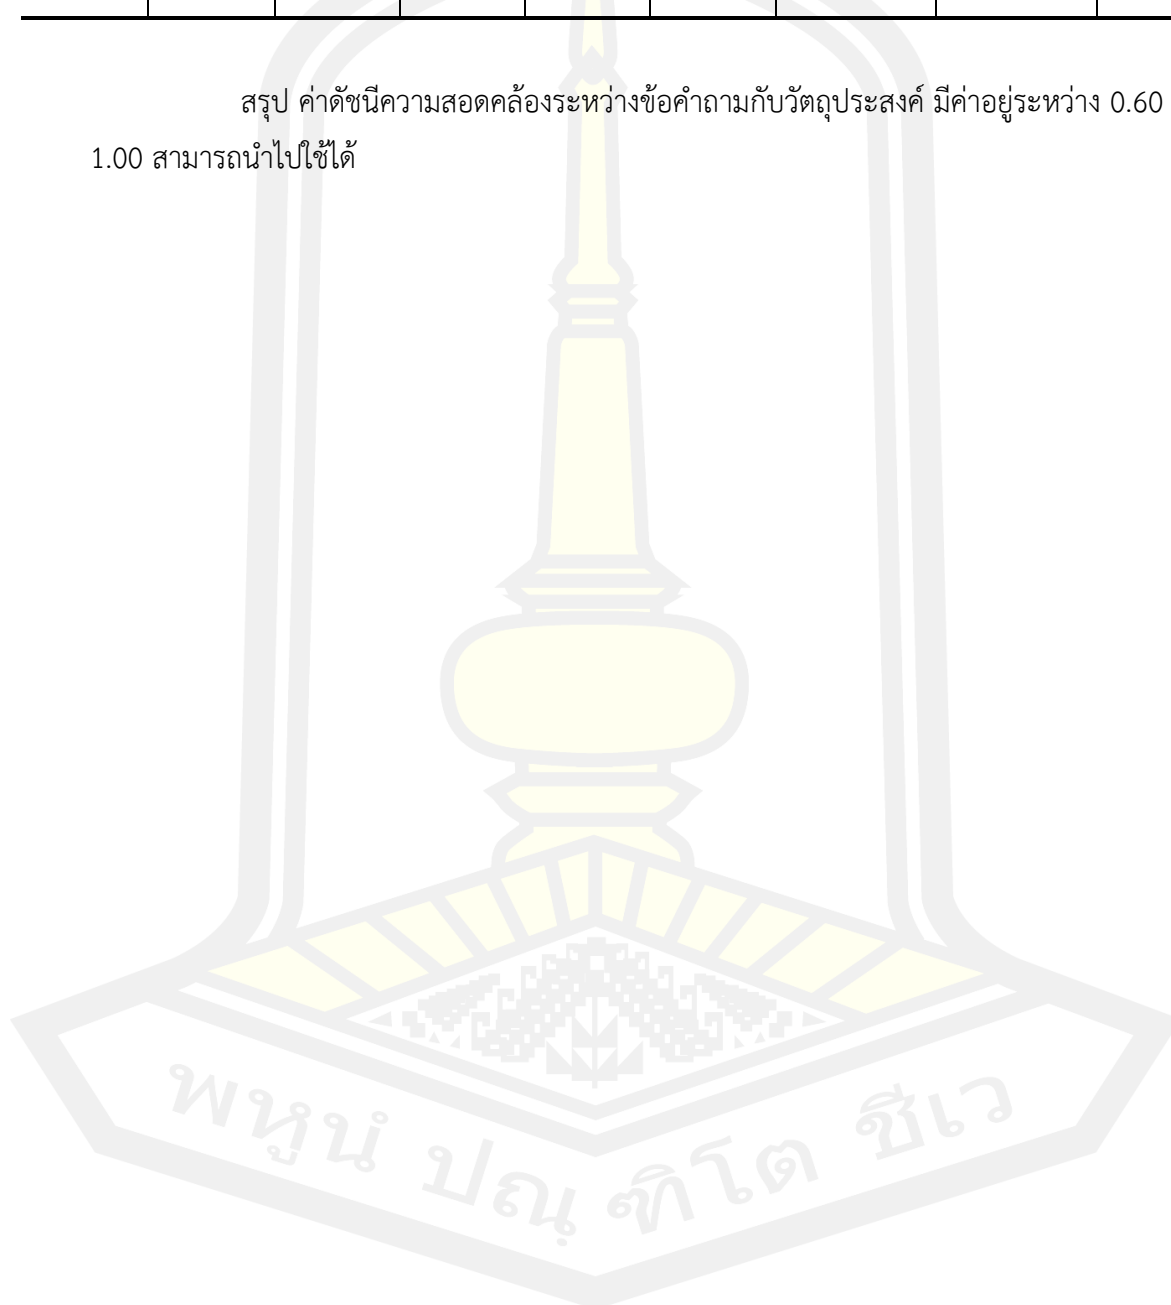 สรุป ค่าดัชนีความสอดคล้องระหว่างข้อคำถามกับวัตถุประสงค์ มีค่าอยู่ระหว่าง 0.60
1.00 สามารถนำไปใช้ได้
พหูนํ ปณฺฑิโต ชีเว